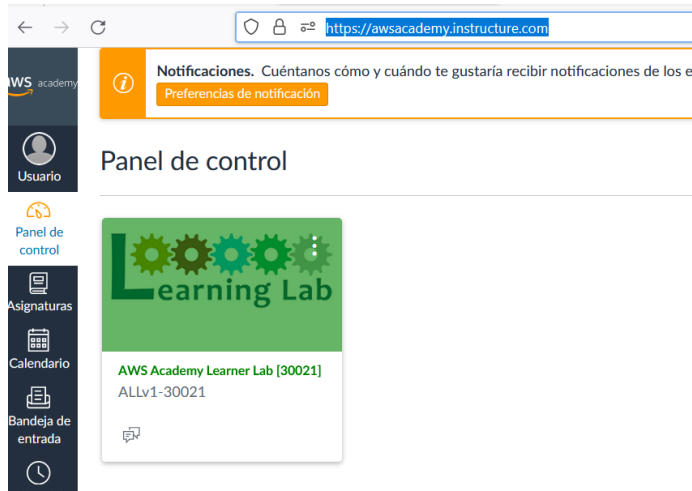 https://awsacademy.instructure.com
aws academy
Notificaciones. Cuéntanos cómo y cuándo te gustaría recibir notificaciones de los e
Preferencias de notificación
Usuario
Panel de control
Panel de
control
Learning Lab
AWS Academy Learner Lab [30021]
ALLv1-30021
Asignaturas
Calendario
Bandeja de
entrada